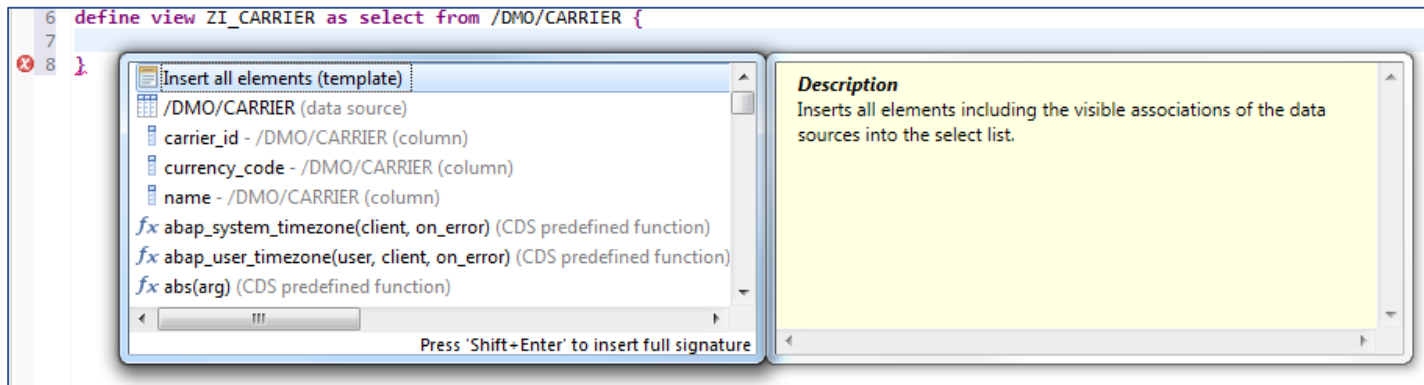 6 define view ZI_CARRIER as select from /DMO/CARRIER {
7
8 }
Insert all elements (template)
/DMO/CARRIER (data source)
carrier_id - /DMO/CARRIER (column)
currency_code - /DMO/CARRIER (column)
name - /DMO/CARRIER (column)
fx abap_system_timezone(client, on_error) (CDS predefined function)
fx abap_user_timezone(user, client, on_error) (CDS predefined function)
fx abs(arg) (CDS predefined function)
Press 'Shift+Enter' to insert full signature
Description
Inserts all elements including the visible associations of the data
sources into the select list.